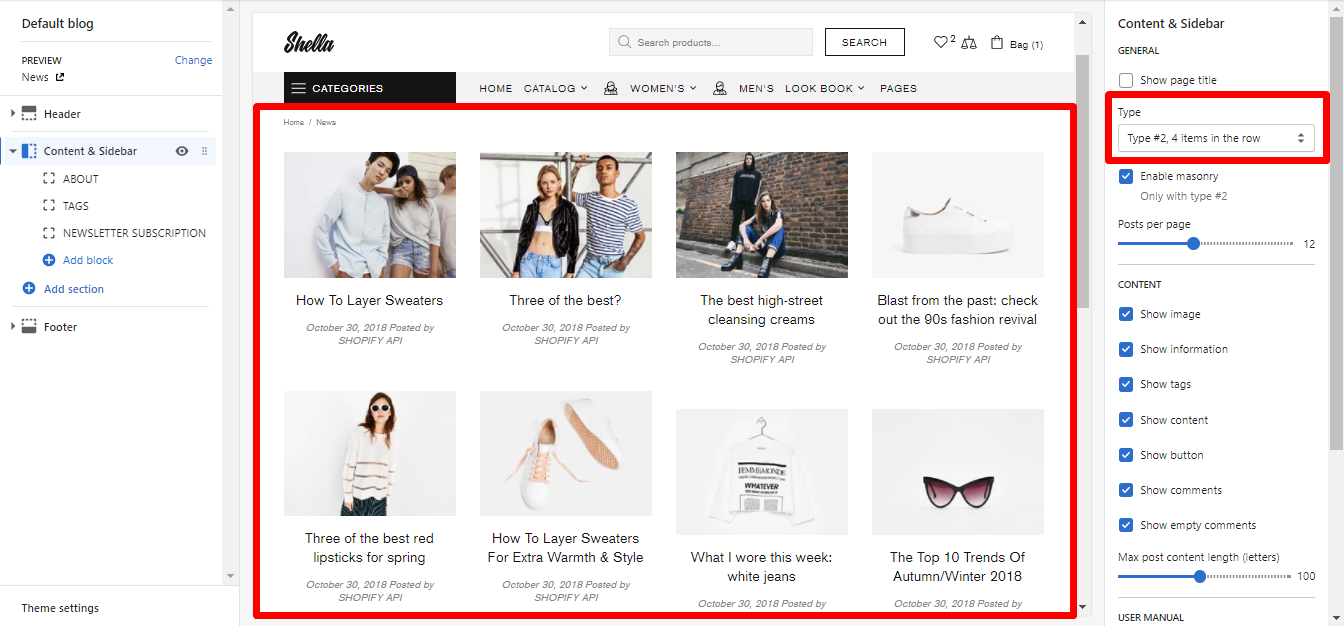 Default blog
PREVIEW
Change
News
Header
Content & Sidebar
ABOUT
TAGS
NEWSLETTER SUBSCRIPTION
Add block
Add section
Footer
Theme settings
Shella
Search products...
SEARCH
2
Bag (1)
CATEGORIES
HOME CATALOG WOMEN'S MEN'S LOOK BOOK PAGES
Home / News
How To Layer Sweaters
October 30, 2018 Posted by
SHOPIFY API
Three of the best?
October 30, 2018 Posted by
SHOPIFY API
The best high-street
cleansing creams
October 30, 2018 Posted by
SHOPIFY API
Blast from the past: check
out the 90s fashion revival
October 30, 2018 Posted by
SHOPIFY API
Three of the best red
lipsticks for spring
October 30, 2018 Posted by
SHOPIFY API
How To Layer Sweaters
For Extra Warmth & Style
October 30, 2018 Posted by
SHOPIFY API
FEMME&MONDE
WHATEVER
What I wore this week:
white jeans
October 30, 2018 Posted by
The Top 10 Trends Of
Autumn/Winter 2018
October 30, 2018 Posted by
Content & Sidebar
GENERAL
Show page title
Type
Type #2, 4 items in the row
Enable masonry
Only with type #2
Posts per page
12
CONTENT
Show image
Show information
Show tags
Show content
Show button
Show comments
Show empty comments
Max post content length (letters)
100
USER MANUAL